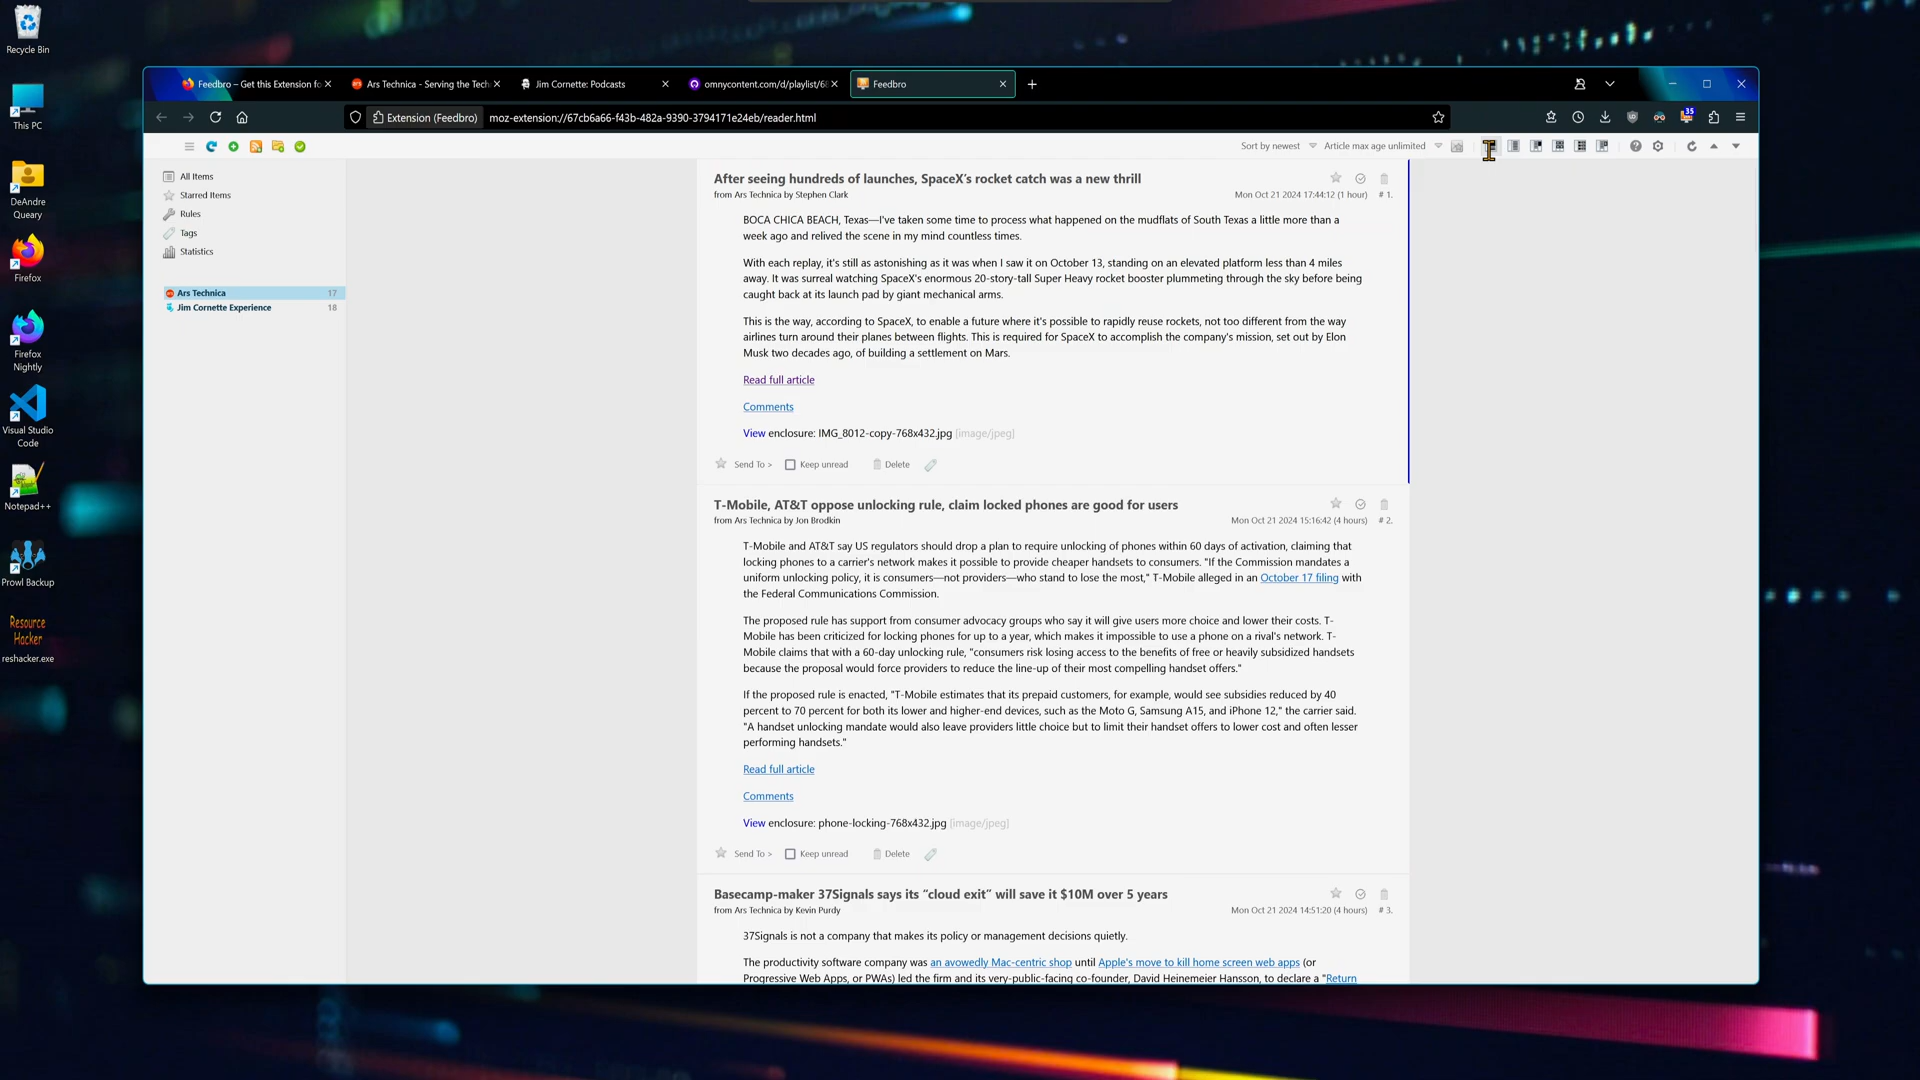 Recycle Bin
This PC
DeAndre
Queary
Firefox
Firefox
Nightly
Visual Studio
Code
Notepad++
Prowl Backup
Resource
Hacker
reshacker.exe
Feedbro – Get this Extension fo
Ars Technica - Serving the Tech
Jim Cornette: Podcasts
omnycontent.com/d/playlist/6
Feedbro
Extension (Feedbro)
moz-extension://67cb6a66-f43b-482a-9390-3794171e24eb/reader.html
35
Sort by newest
Article max age unlimited
All Items
Starred Items
Rules
Tags
Statistics
Ars Technica 17
Jim Cornette Experience 18
After seeing hundreds of launches, SpaceX's rocket catch was a new thrill
from Ars Technica by Stephen Clark
Mon Oct 21 2024 17:44:12 (1 hour) # 1.
BOCA CHICA BEACH, Texas—I've taken some time to process what happened on the mudflats of South Texas a little more than a
week ago and relived the scene in my mind countless times.
With each replay, it's still as astonishing as it was when I saw it on October 13, standing on an elevated platform less than 4 miles
away. It was surreal watching SpaceX's enormous 20-story-tall Super Heavy rocket booster plummeting through the sky before being
caught back at its launch pad by giant mechanical arms.
This is the way, according to SpaceX, to enable a future where it's possible to rapidly reuse rockets, not too different from the way
airlines turn around their planes between flights. This is required for SpaceX to accomplish the company's mission, set out by Elon
Musk two decades ago, of building a settlement on Mars.
Read full article
Comments
View enclosure: IMG_8012-copy-768x432.jpg [image/jpeg]
Send To > Keep unread Delete
T-Mobile, AT&T oppose unlocking rule, claim locked phones are good for users
from Ars Technica by Jon Brodkin
Mon Oct 21 2024 15:16:42 (4 hours) # 2.
T-Mobile and AT&T say US regulators should drop a plan to require unlocking of phones within 60 days of activation, claiming that
locking phones to a carrier's network makes it possible to provide cheaper handsets to consumers. "If the Commission mandates a
uniform unlocking policy, it is consumers—not providers—who stand to lose the most," T-Mobile alleged in an October 17 filing with
the Federal Communications Commission.
The proposed rule has support from consumer advocacy groups who say it will give users more choice and lower their costs. T-
Mobile has been criticized for locking phones for up to a year, which makes it impossible to use a phone on a rival's network. T-
Mobile claims that with a 60-day unlocking rule, "consumers risk losing access to the benefits of free or heavily subsidized handsets
because the proposal would force providers to reduce the line-up of their most compelling handset offers."
If the proposed rule is enacted, "T-Mobile estimates that its prepaid customers, for example, would see subsidies reduced by 40
percent to 70 percent for both its lower and higher-end devices, such as the Moto G, Samsung A15, and iPhone 12," the carrier said.
"A handset unlocking mandate would also leave providers little choice but to limit their handset offers to lower cost and often lesser
performing handsets."
Read full article
Comments
View enclosure: phone-locking-768x432.jpg [image/jpeg]
Send To > Keep unread Delete
Basecamp-maker 37Signals says its “cloud exit” will save it $10M over 5 years
from Ars Technica by Kevin Purdy
Mon Oct 21 2024 14:51:20 (4 hours) # 3.
37Signals is not a company that makes its policy or management decisions quietly.
The productivity software company was an avowedly Mac-centric shop until Apple's move to kill home screen web apps (or
Progressive Web Apps, or PWAs) led the firm and its very-public-facing co-founder, David Heinemeier Hansson, to declare a "Return